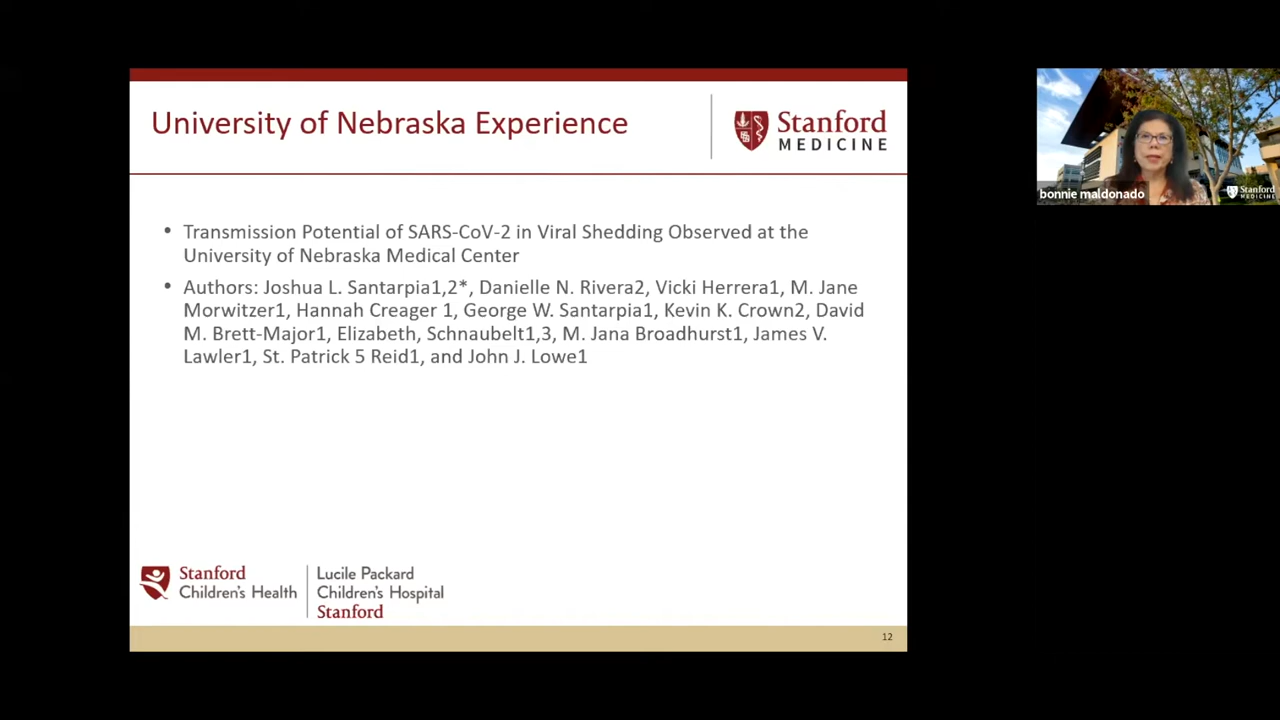 University of Nebraska Experience
Stanford
MEDICINE
• Transmission Potential of SARS-CoV-2 in Viral Shedding Observed at the
University of Nebraska Medical Center
• Authors: Joshua L. Santarpia1,2*, Danielle N. Rivera2, Vicki Herrera1, M. Jane
Morwitzer1, Hannah Creager 1, George W. Santarpia1, Kevin K. Crown2, David
M. Brett-Major1, Elizabeth, Schnaubelt1,3, M. Jana Broadhurst1, James V.
Lawler1, St. Patrick 5 Reid1, and John J. Lowe1
Stanford
Children's Health
Lucile Packard
Children's Hospital
Stanford
12
bonnie maldonado
Stanford
MEDICINE